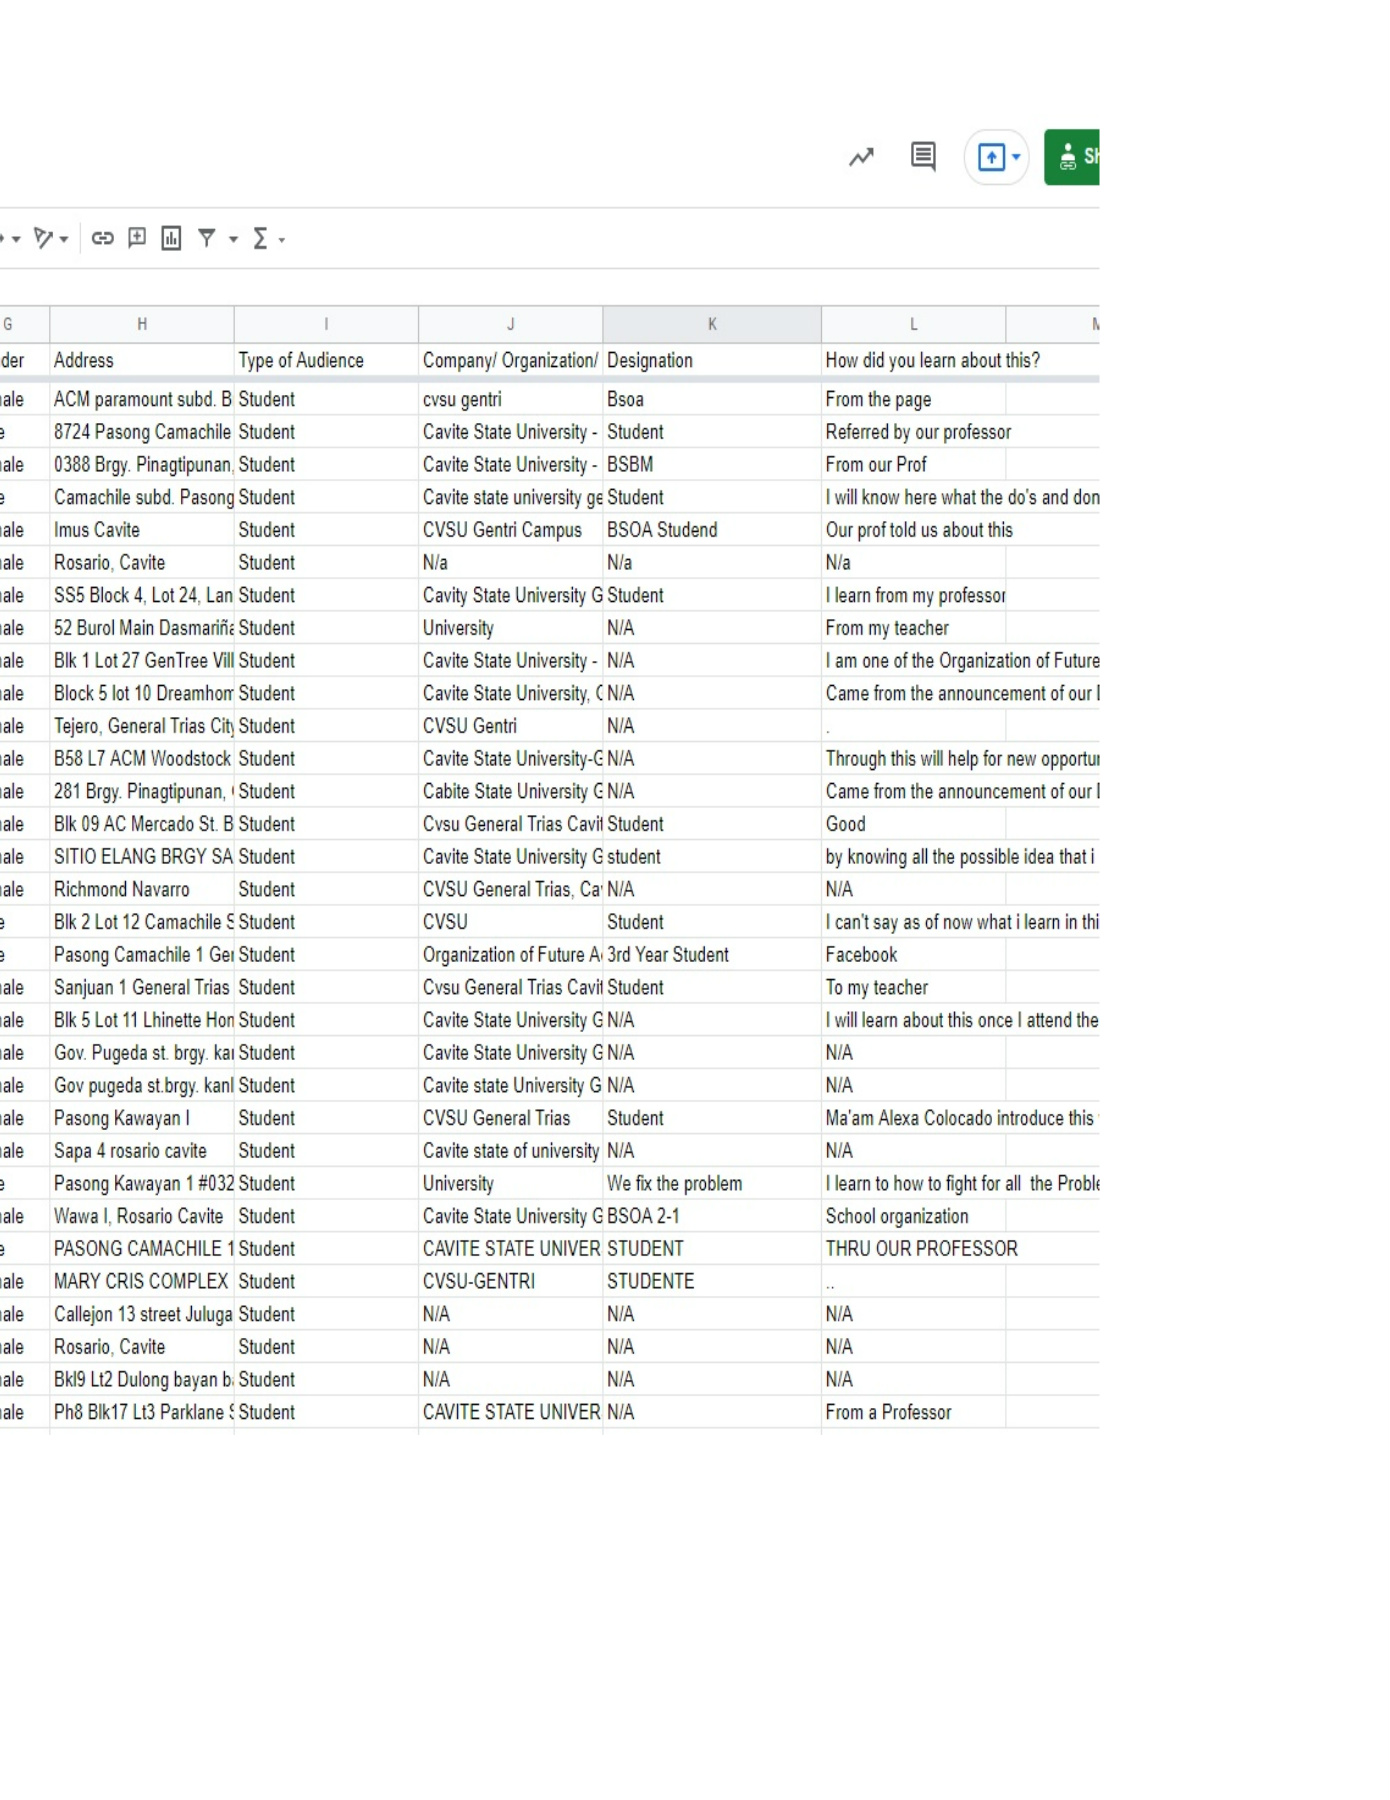 Sh
G H I J K L M
der Address Type of Audience Company/ Organization/ Designation How did you learn about this?
ale ACM paramount subd. B Student cvsu gentri Bsoa From the page
e 8724 Pasong Camachile Student Cavite State University - Student Referred by our professor
ale 0388 Brgy. Pinagtipunan, Student Cavite State University - BSBM From our Prof
e Camachile subd. Pasong Student Cavite state university ge Student I will know here what the do's and don
ale Imus Cavite Student CVSU Gentri Campus BSOA Studend Our prof told us about this
ale Rosario, Cavite Student N/a N/a N/a
ale SS5 Block 4, Lot 24, Lan Student Cavity State University G Student I learn from my professor
ale 52 Burol Main Dasmariña Student University N/A From my teacher
ale Blk 1 Lot 27 GenTree Vill Student Cavite State University - N/A I am one of the Organization of Future
ale Block 5 lot 10 Dreamhom Student Cavite State University, G N/A Came from the announcement of our D
ale Tejero, General Trias City Student CVSU Gentri N/A .
ale B58 L7 ACM Woodstock Student Cavite State University-G N/A Through this will help for new opportun
ale 281 Brgy. Pinagtipunan, Student Cabite State University G N/A Came from the announcement of our D
ale Blk 09 AC Mercado St. B Student Cvsu General Trias Cavit Student Good
ale SITIO ELANG BRGY SA Student Cavite State University G student by knowing all the possible idea that i
ale Richmond Navarro Student CVSU General Trias, Cav N/A N/A
e Blk 2 Lot 12 Camachile S Student CVSU Student I can't say as of now what i learn in thi
e Pasong Camachile 1 Gen Student Organization of Future A 3rd Year Student Facebook
ale Sanjuan 1 General Trias Student Cvsu General Trias Cavit Student To my teacher
ale Blk 5 Lot 11 Lhinette Hom Student Cavite State University G N/A I will learn about this once I attend the
ale Gov. Pugeda st. brgy. kan Student Cavite State University G N/A N/A
ale Gov pugeda st.brgy. kanl Student Cavite state University G N/A N/A
ale Pasong Kawayan I Student CVSU General Trias Student Ma'am Alexa Colocado introduce this
ale Sapa 4 rosario cavite Student Cavite state of university N/A N/A
e Pasong Kawayan 1 #032 Student University We fix the problem I learn to how to fight for all the Proble
ale Wawa I, Rosario Cavite Student Cavite State University G BSOA 2-1 School organization
e PASONG CAMACHILE 1 Student CAVITE STATE UNIVER STUDENT THRU OUR PROFESSOR
ale MARY CRIS COMPLEX Student CVSU-GENTRI STUDENTE ..
ale Callejon 13 street Juluga Student N/A N/A N/A
ale Rosario, Cavite Student N/A N/A N/A
ale Bkl9 Lt2 Dulong bayan ba Student N/A N/A N/A
ale Ph8 Blk17 Lt3 Parklane S Student CAVITE STATE UNIVER N/A From a Professor